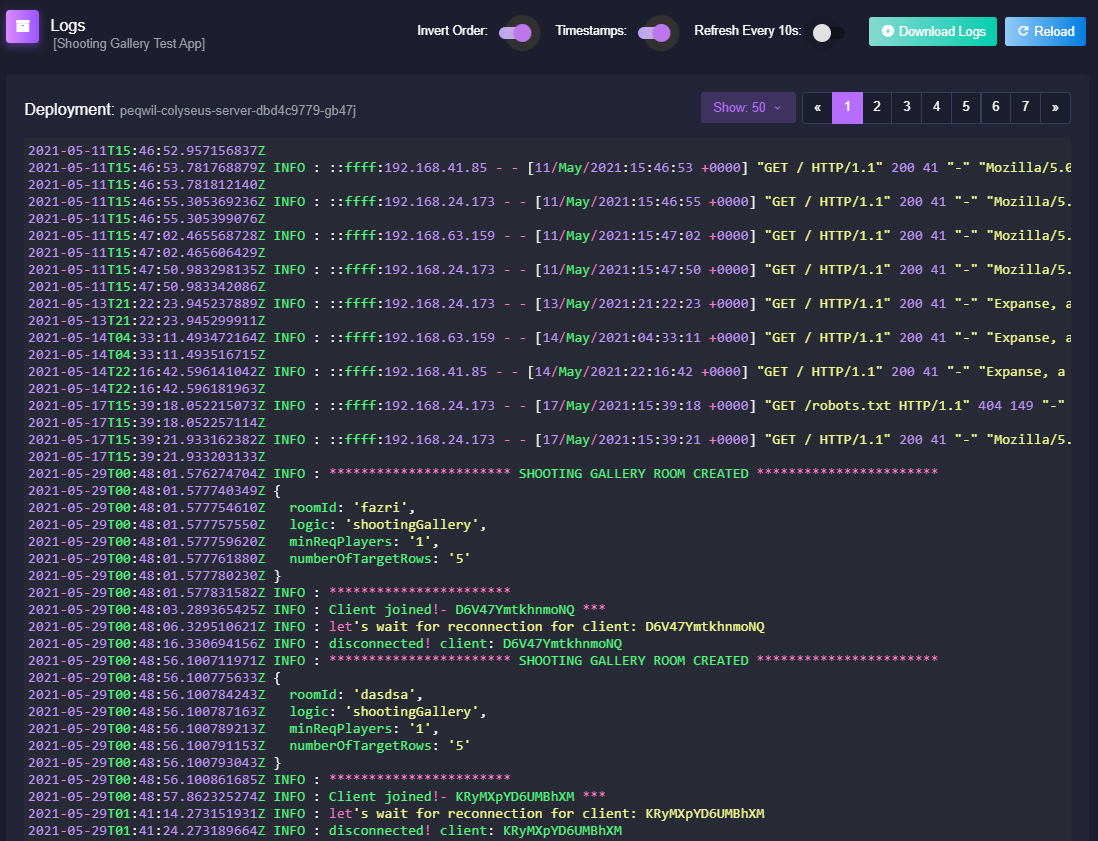 Logs
[Shooting Gallery Test App]
Invert Order:
Timestamps:
Refresh Every 10s:
Download Logs
Reload
Deployment: peqwil-colyseus-server-dbd4c9779-gb47j
Show: 50
« 1 2 3 4 5 6 7 »
2021-05-11T15:46:52.957156837Z
2021-05-11T15:46:53.781768879Z INFO : ::ffff:192.168.41.85 - - [11/May/2021:15:46:53 +0000] "GET / HTTP/1.1" 200 41 "-" "Mozilla/5.0
2021-05-11T15:46:53.781812140Z
2021-05-11T15:46:55.305369236Z INFO : ::ffff:192.168.24.173 - - [11/May/2021:15:46:55 +0000] "GET / HTTP/1.1" 200 41 "-" "Mozilla/5.
2021-05-11T15:46:55.305399076Z
2021-05-11T15:47:02.465568728Z INFO : ::ffff:192.168.63.159 - - [11/May/2021:15:47:02 +0000] "GET / HTTP/1.1" 200 41 "-" "Mozilla/5.
2021-05-11T15:47:02.465606429Z
2021-05-11T15:47:50.983298135Z INFO : ::ffff:192.168.24.173 - - [11/May/2021:15:47:50 +0000] "GET / HTTP/1.1" 200 41 "-" "Mozilla/5.
2021-05-11T15:47:50.983342086Z
2021-05-13T21:22:23.945237889Z INFO : ::ffff:192.168.24.173 - - [13/May/2021:21:22:23 +0000] "GET / HTTP/1.1" 200 41 "-" "Expanse, a
2021-05-13T21:22:23.945299911Z
2021-05-14T04:33:11.493472164Z INFO : ::ffff:192.168.63.159 - - [14/May/2021:04:33:11 +0000] "GET / HTTP/1.1" 200 41 "-" "Expanse, a
2021-05-14T04:33:11.493516715Z
2021-05-14T22:16:42.596141042Z INFO : ::ffff:192.168.41.85 - - [14/May/2021:22:16:42 +0000] "GET / HTTP/1.1" 200 41 "-" "Expanse, a
2021-05-14T22:16:42.596181963Z
2021-05-17T15:39:18.052215073Z INFO : ::ffff:192.168.24.173 - - [17/May/2021:15:39:18 +0000] "GET /robots.txt HTTP/1.1" 404 149 "-"
2021-05-17T15:39:18.052257114Z
2021-05-17T15:39:21.933162382Z INFO : ::ffff:192.168.24.173 - - [17/May/2021:15:39:21 +0000] "GET / HTTP/1.1" 200 41 "-" "Mozilla/5.
2021-05-17T15:39:21.933203133Z
2021-05-29T00:48:01.576274704Z INFO : *********************** SHOOTING GALLERY ROOM CREATED ***********************
2021-05-29T00:48:01.577740349Z {
2021-05-29T00:48:01.577754610Z   roomId: 'fazri',
2021-05-29T00:48:01.577757550Z   logic: 'shootingGallery',
2021-05-29T00:48:01.577759620Z   minReqPlayers: '1',
2021-05-29T00:48:01.577761880Z   numberOfTargetRows: '5'
2021-05-29T00:48:01.577780230Z }
2021-05-29T00:48:01.577831582Z INFO : ***********************
2021-05-29T00:48:03.289365425Z INFO : Client joined!- D6V47YmtkhnmoNQ ***
2021-05-29T00:48:06.329510621Z INFO : let's wait for reconnection for client: D6V47YmtkhnmoNQ
2021-05-29T00:48:16.330694156Z INFO : disconnected! client: D6V47YmtkhnmoNQ
2021-05-29T00:48:56.100711971Z INFO : *********************** SHOOTING GALLERY ROOM CREATED ***********************
2021-05-29T00:48:56.100775633Z {
2021-05-29T00:48:56.100784243Z   roomId: 'dasdsa',
2021-05-29T00:48:56.100787163Z   logic: 'shootingGallery',
2021-05-29T00:48:56.100789213Z   minReqPlayers: '1',
2021-05-29T00:48:56.100791153Z   numberOfTargetRows: '5'
2021-05-29T00:48:56.100793043Z }
2021-05-29T00:48:56.100861685Z INFO : ***********************
2021-05-29T00:48:57.862325274Z INFO : Client joined!- KRyMXpYD6UMBhXM ***
2021-05-29T01:41:14.273151931Z INFO : let's wait for reconnection for client: KRyMXpYD6UMBhXM
2021-05-29T01:41:24.273189664Z INFO : disconnected! client: KRyMXpYD6UMBhXM